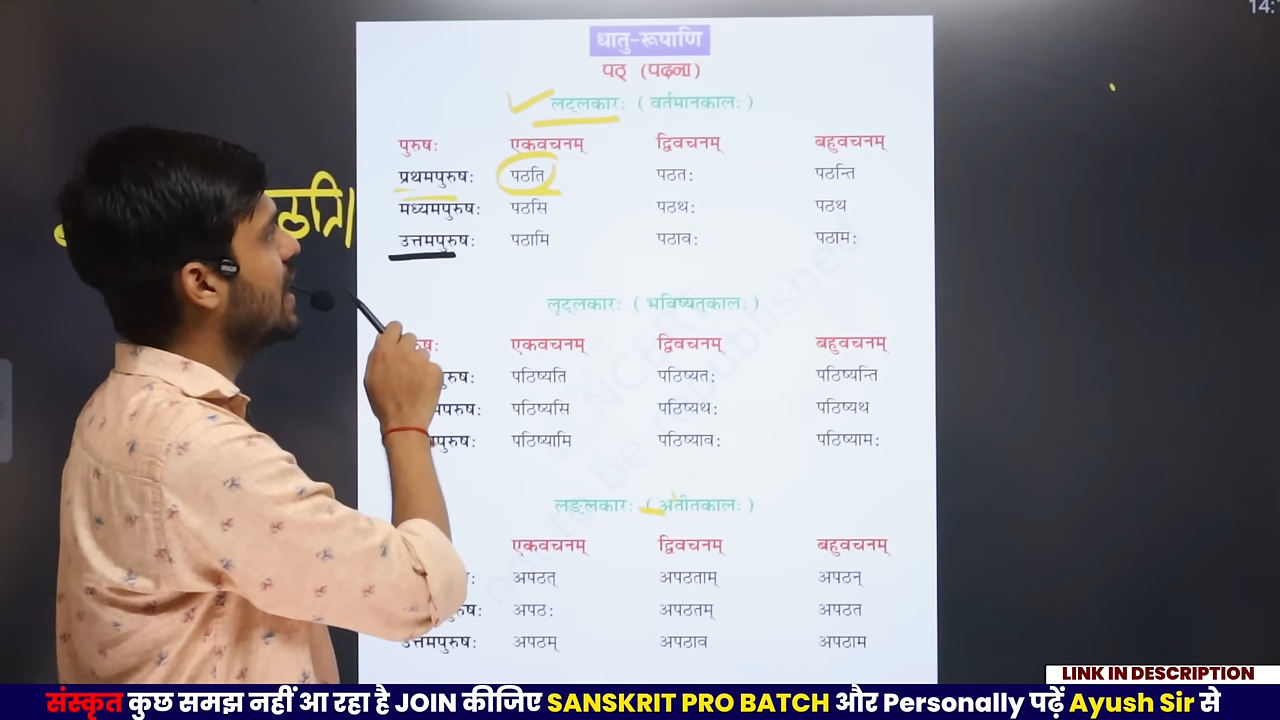 14:
धातु-रूपाणि
पठ् (पढ़ना)
लट्लकारः ( वर्तमानकालः )
पुरुषः एकवचनम् द्विवचनम् बहुवचनम्
प्रथमपुरुषः पठति पठतः पठन्ति
मध्यमपुरुषः पठसि पठथः पठथ
उत्तमपुरुषः पठामि पठावः पठामः
लृट्लकारः ( भविष्यत्कालः )
षः एकवचनम् द्विवचनम् बहुवचनम्
पुरुषः पठिष्यति पठिष्यतः पठिष्यन्ति
पुरुषः पठिष्यसि पठिष्यथः पठिष्यथ
पुरुषः पठिष्यामि पठिष्यावः पठिष्यामः
लङ्लकारः ( अतीतकालः )
एकवचनम् द्विवचनम् बहुवचनम्
अपठत् अपठताम् अपठन्
षः अपठः अपठतम् अपठत
उत्तमपुरुषः अपठम् अपठाव अपठाम
LINK IN DESCRIPTION
संस्कृत कुछ समझ नहीं आ रहा है JOIN कीजिए SANSKRIT PRO BATCH और Personally पढ़ें Ayush Sir से